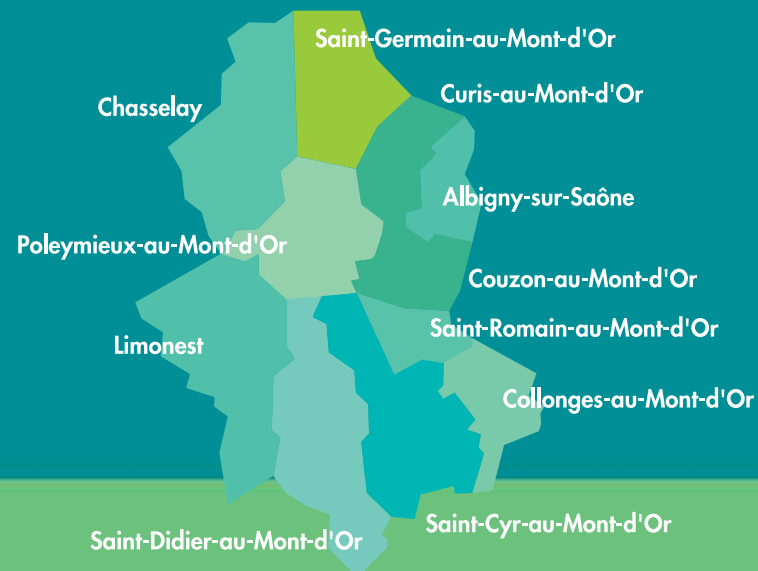 Saint-Germain-au-Mont-d'Or
Curis-au-Mont-d'Or
Chasselay
Albigny-sur-Saône
Poleymieux-au-Mont-d'Or
Couzon-au-Mont-d'Or
Saint-Romain-au-Mont-d'Or
Limonest
Collonges-au-Mont-d'Or
Saint-Cyr-au-Mont-d'Or
Saint-Didier-au-Mont-d'Or